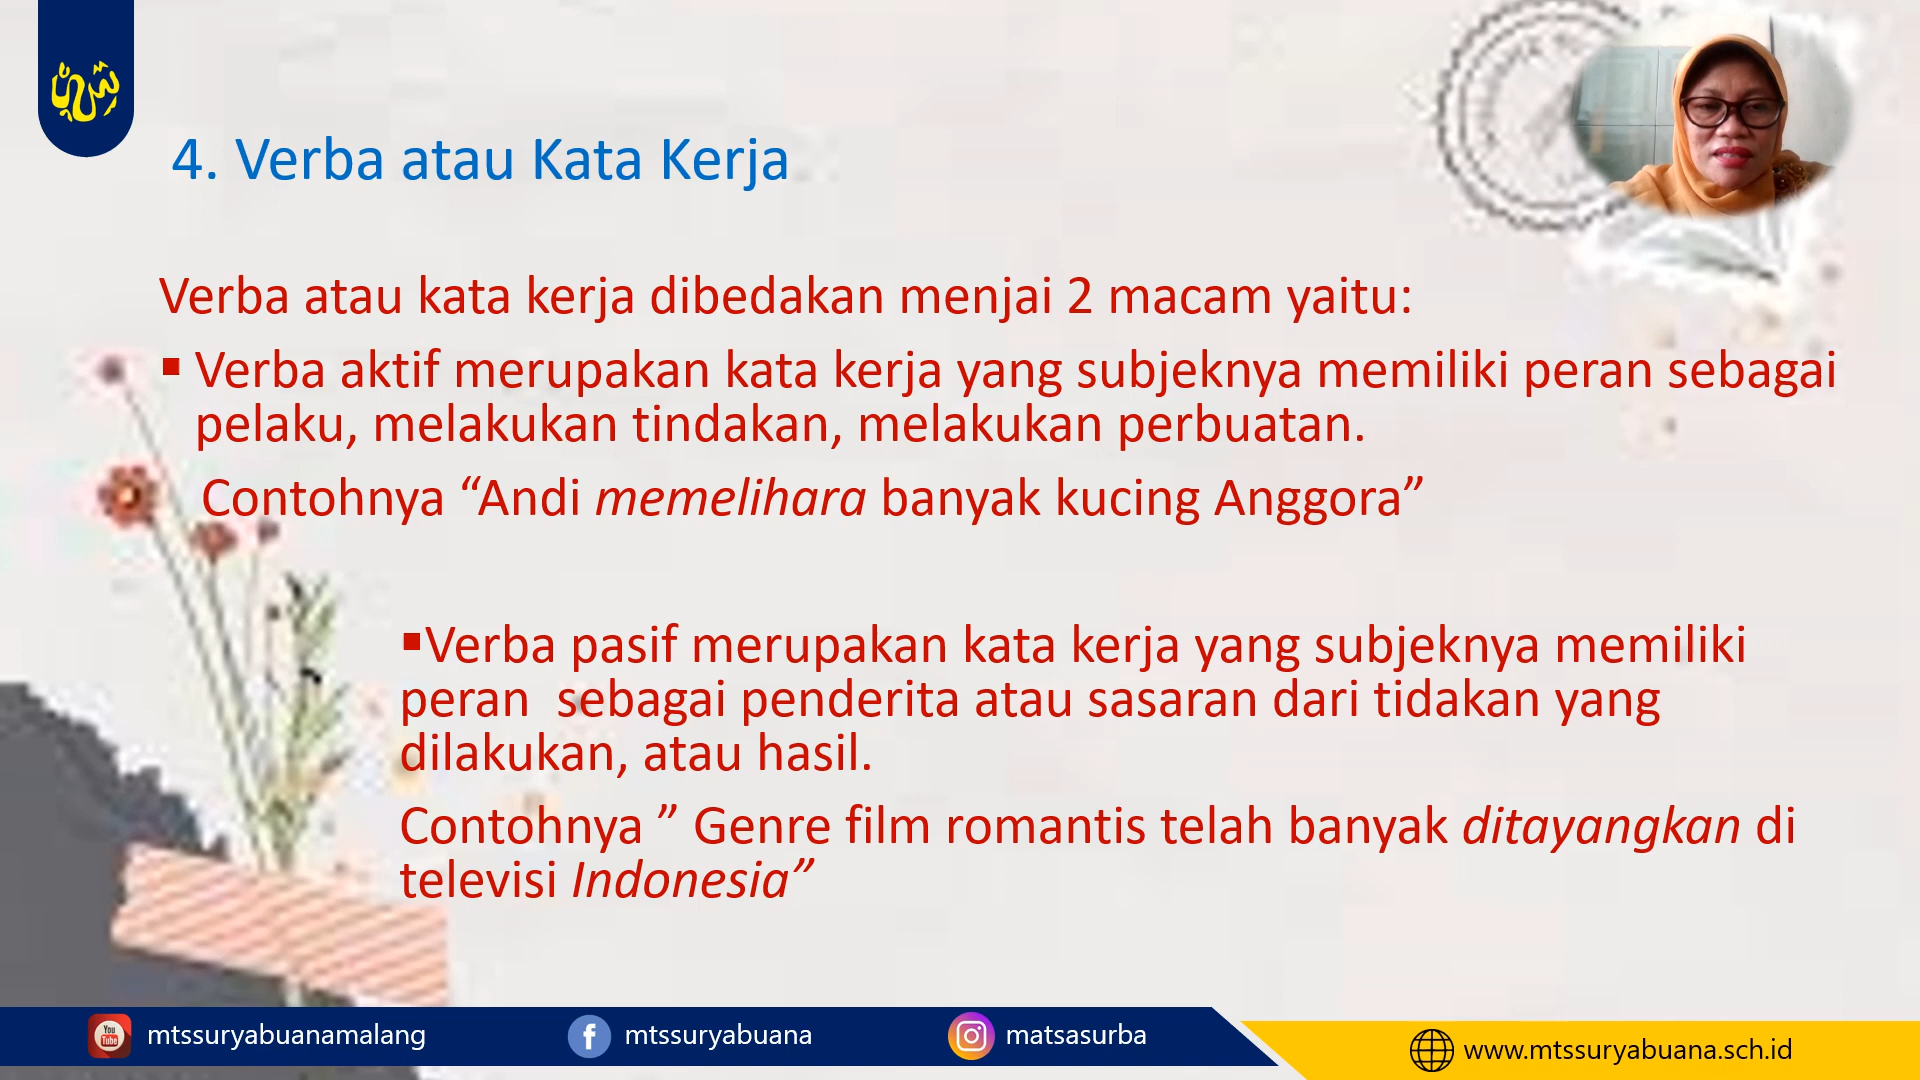 4. Verba atau Kata Kerja
Verba atau kata kerja dibedakan menjai 2 macam yaitu:
▪ Verba aktif merupakan kata kerja yang subjeknya memiliki peran sebagai
pelaku, melakukan tindakan, melakukan perbuatan.
Contohnya “Andi memelihara banyak kucing Anggora”
▪Verba pasif merupakan kata kerja yang subjeknya memiliki
peran  sebagai penderita atau sasaran dari tidakan yang
dilakukan, atau hasil.
Contohnya ” Genre film romantis telah banyak ditayangkan di
televisi Indonesia”
You Tube mtssuryabuanamalang
f mtssuryabuana
matsasurba
www.mtssuryabuana.sch.id